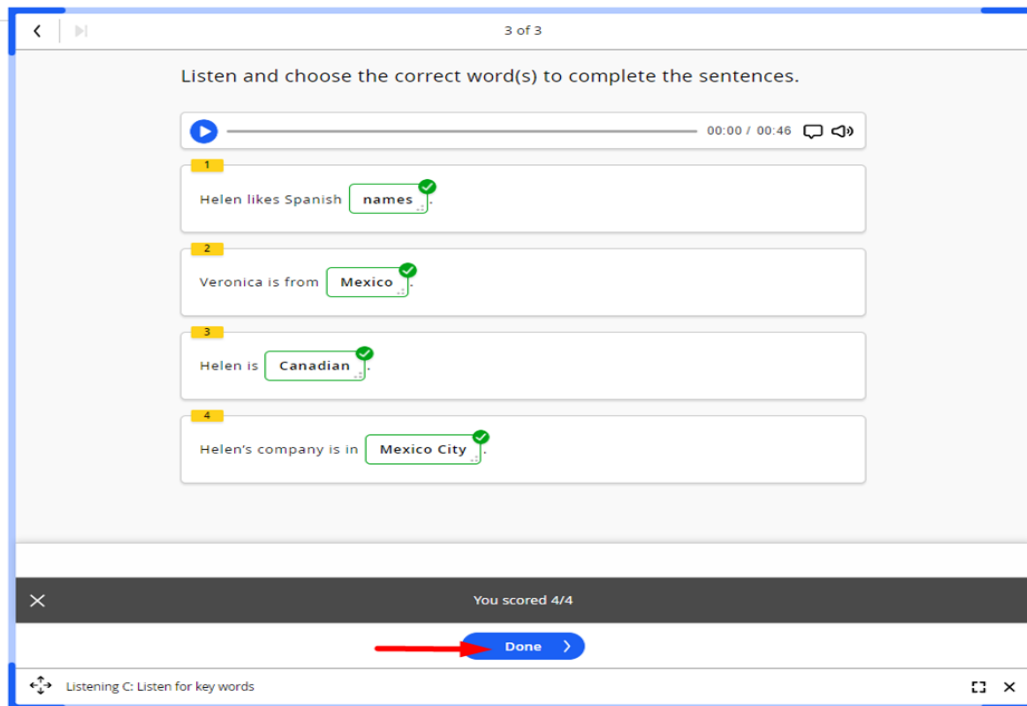 3 of 3
Listen and choose the correct word(s) to complete the sentences.
00:00 / 00:46
1
Helen likes Spanish names.
2
Veronica is from Mexico.
3
Helen is Canadian.
4
Helen's company is in Mexico City.
You scored 4/4
Done
Listening C: Listen for key words